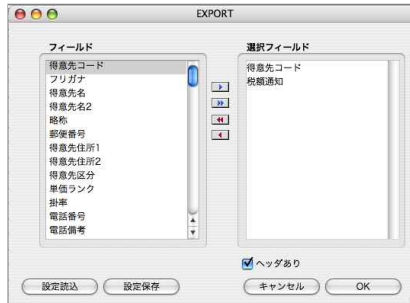 EXPORT
フィールド
得意先コード
フリガナ
得意先名
得意先名2
略称
郵便番号
得意先住所1
得意先住所2
得意先区分
単価ランク
掛率
電話番号
電話備考
選択フィールド
得意先コード
税額通知
ヘッダあり
設定読込
設定保存
キャンセル
OK